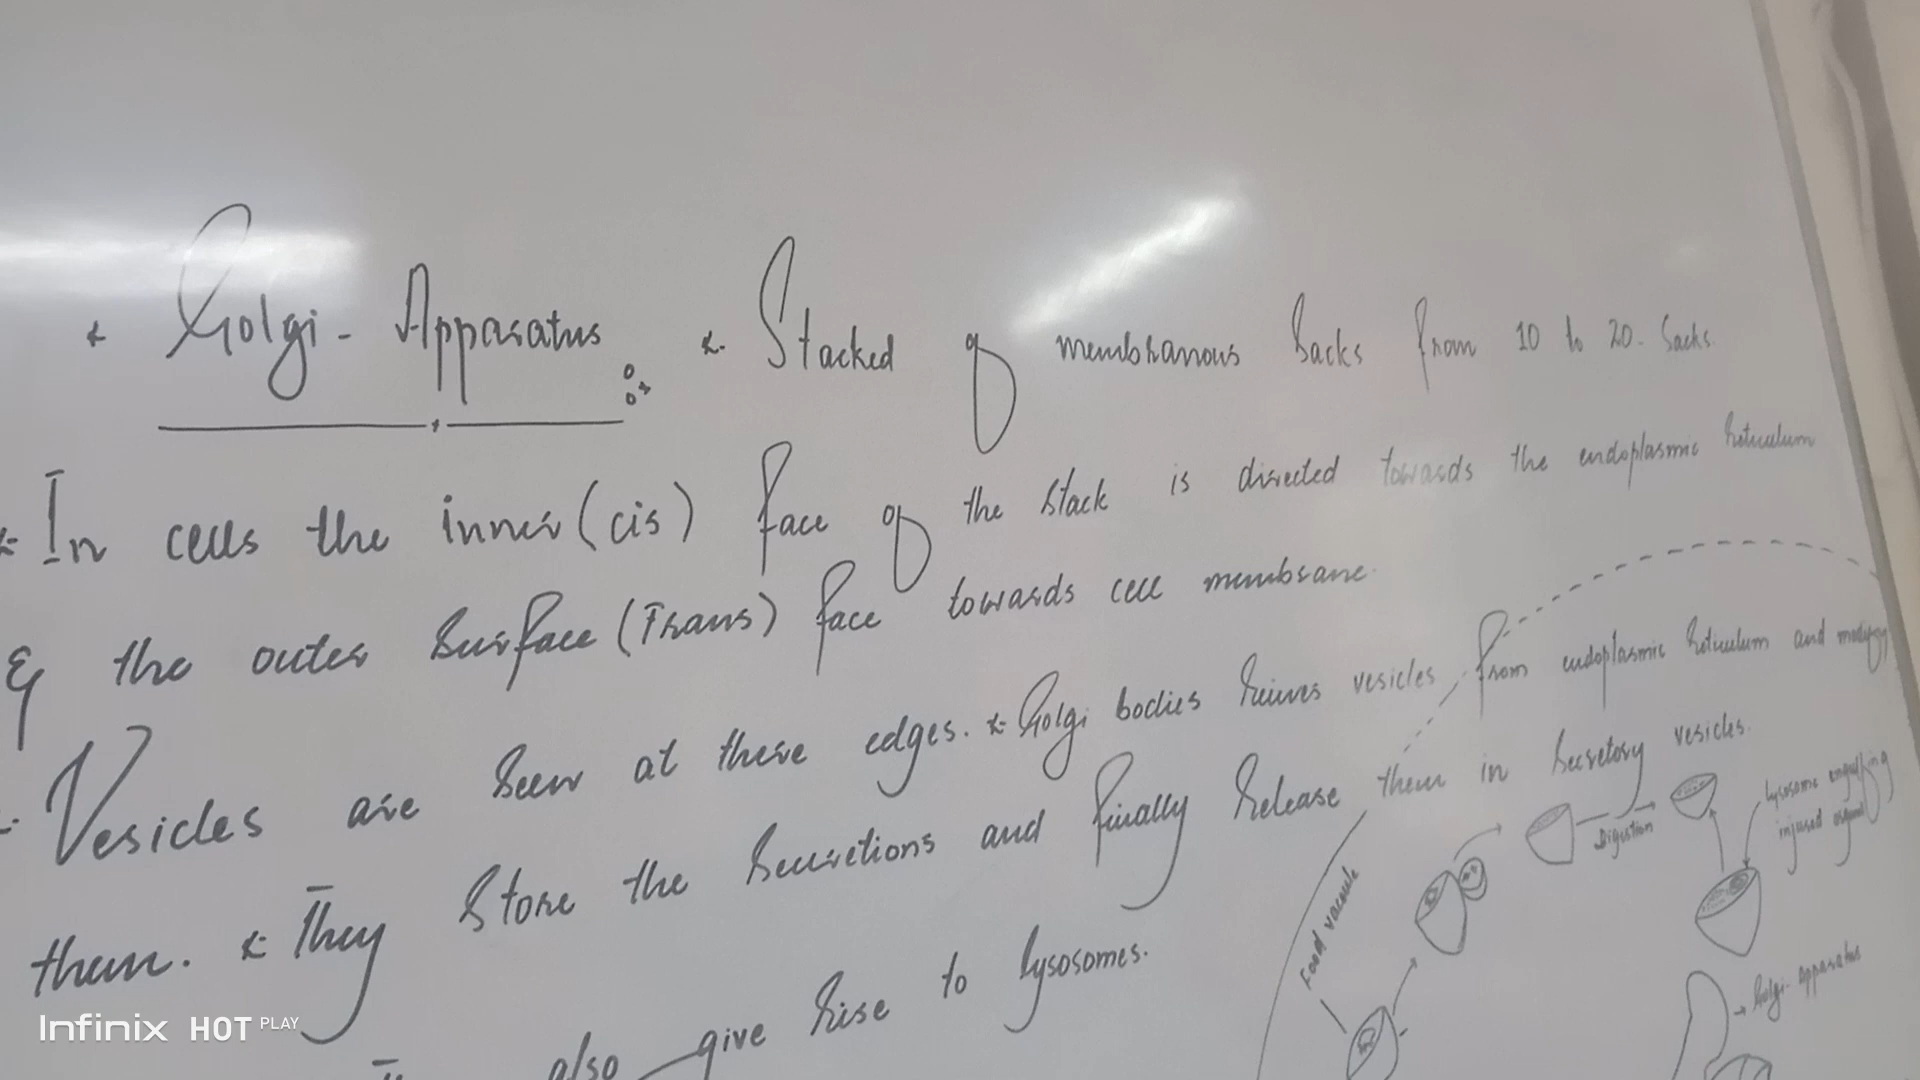 * Golgi - Apparatus * Stacked of membranous Sacks from 10 to 20. Sacks.
* In cells the inner (cis) face of the stack is directed towards the endoplasmic reticulum
& the outer surface (Trans) face towards cell membrane.
Vesicles are seen at these edges. * Golgi bodies reieves vesicles from endoplasmic reticulum and modify
them. * They store the secretions and finally release them in secretory vesicles.
also give rise to lysosomes.
Digestion
lysosome engulfing
injused
Food vacuole
Golgi-apparatus
Infinix HOT PLAY